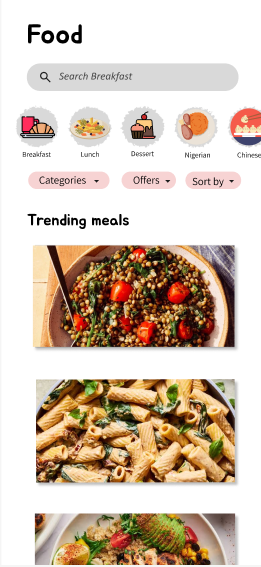 Food
Search Breakfast
Breakfast Lunch Dessert Nigerian Chinese
Categories Offers Sort by
Trending meals